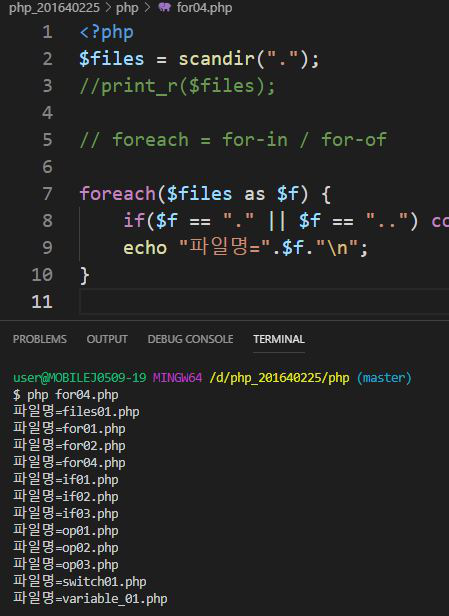 php_201640225 > php > for04.php
1 <?php
2 $files = scandir(".");
3 //print_r($files);
4
5 // foreach = for-in / for-of
6
7 foreach($files as $f) {
8 if($f == "." || $f == "..") co
9 echo "파일명=".$f."\n";
10 }
11
PROBLEMS OUTPUT DEBUG CONSOLE TERMINAL
user@MOBILEJ0509-19 MINGW64 /d/php_201640225/php (master)
$ php for04.php
파일명=files01.php
파일명=for01.php
파일명=for02.php
파일명=for04.php
파일명=if01.php
파일명=if02.php
파일명=if03.php
파일명=op01.php
파일명=op02.php
파일명=op03.php
파일명=switch01.php
파일명=variable_01.php